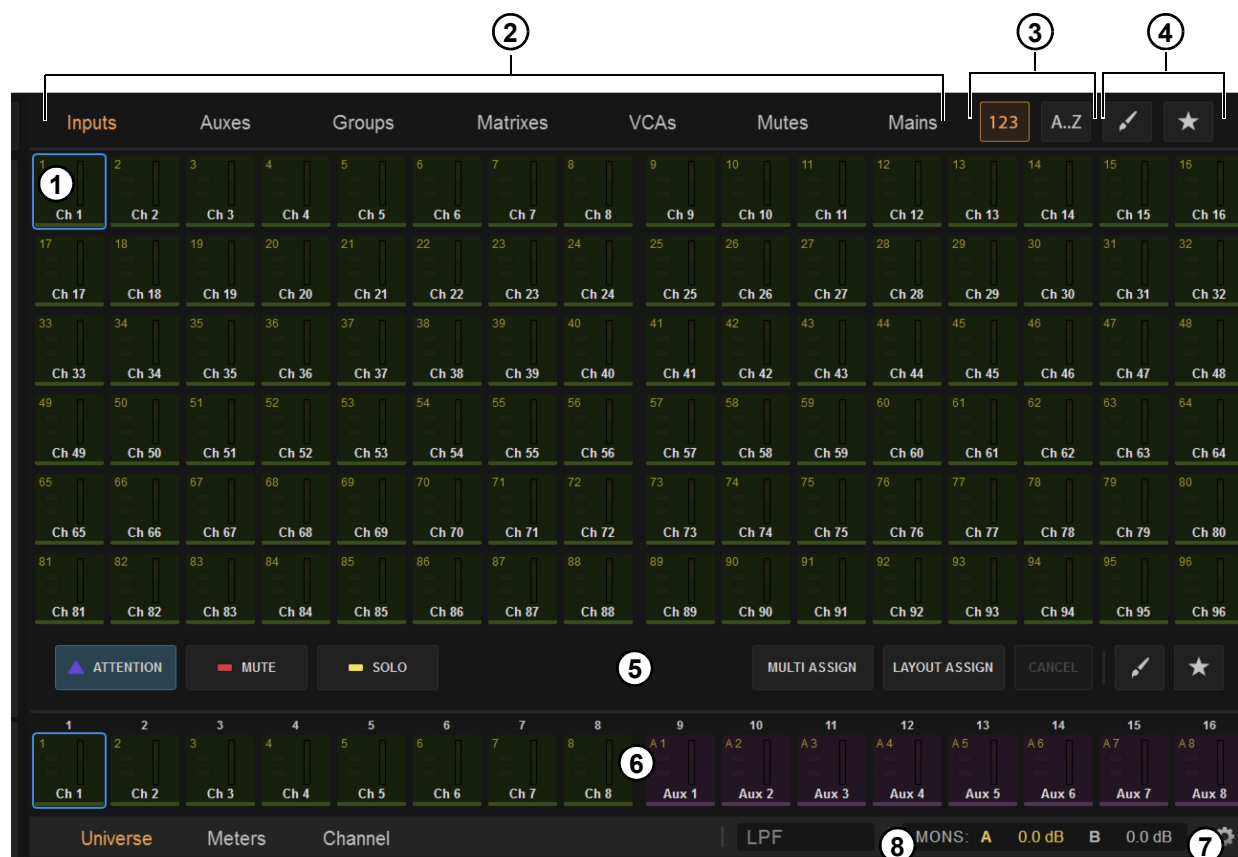 2 3 4
Inputs Auxes Groups Matrixes VCAs Mutes Mains 123 A..Z
1 2 3 4 5 6 7 8 9 10 11 12 13 14 15 16
1
Ch 1 Ch 2 Ch 3 Ch 4 Ch 5 Ch 6 Ch 7 Ch 8 Ch 9 Ch 10 Ch 11 Ch 12 Ch 13 Ch 14 Ch 15 Ch 16
17 18 19 20 21 22 23 24 25 26 27 28 29 30 31 32
Ch 17 Ch 18 Ch 19 Ch 20 Ch 21 Ch 22 Ch 23 Ch 24 Ch 25 Ch 26 Ch 27 Ch 28 Ch 29 Ch 30 Ch 31 Ch 32
33 34 35 36 37 38 39 40 41 42 43 44 45 46 47 48
Ch 33 Ch 34 Ch 35 Ch 36 Ch 37 Ch 38 Ch 39 Ch 40 Ch 41 Ch 42 Ch 43 Ch 44 Ch 45 Ch 46 Ch 47 Ch 48
49 50 51 52 53 54 55 56 57 58 59 60 61 62 63 64
Ch 49 Ch 50 Ch 51 Ch 52 Ch 53 Ch 54 Ch 55 Ch 56 Ch 57 Ch 58 Ch 59 Ch 60 Ch 61 Ch 62 Ch 63 Ch 64
65 66 67 68 69 70 71 72 73 74 75 76 77 78 79 80
Ch 65 Ch 66 Ch 67 Ch 68 Ch 69 Ch 70 Ch 71 Ch 72 Ch 73 Ch 74 Ch 75 Ch 76 Ch 77 Ch 78 Ch 79 Ch 80
81 82 83 84 85 86 87 88 89 90 91 92 93 94 95 96
Ch 81 Ch 82 Ch 83 Ch 84 Ch 85 Ch 86 Ch 87 Ch 88 Ch 89 Ch 90 Ch 91 Ch 92 Ch 93 Ch 94 Ch 95 Ch 96
ATTENTION MUTE SOLO 5 MULTI ASSIGN LAYOUT ASSIGN CANCEL
1 2 3 4 5 6 7 8 9 10 11 12 13 14 15 16
1 2 3 4 5 6 7 8 A 1 A 2 A 3 A 4 A 5 A 6 A 7 A 8
6
Ch 1 Ch 2 Ch 3 Ch 4 Ch 5 Ch 6 Ch 7 Ch 8 Aux 1 Aux 2 Aux 3 Aux 4 Aux 5 Aux 6 Aux 7 Aux 8
Universe Meters Channel LPF 8 MONS: A 0.0 dB B 0.0 dB 7